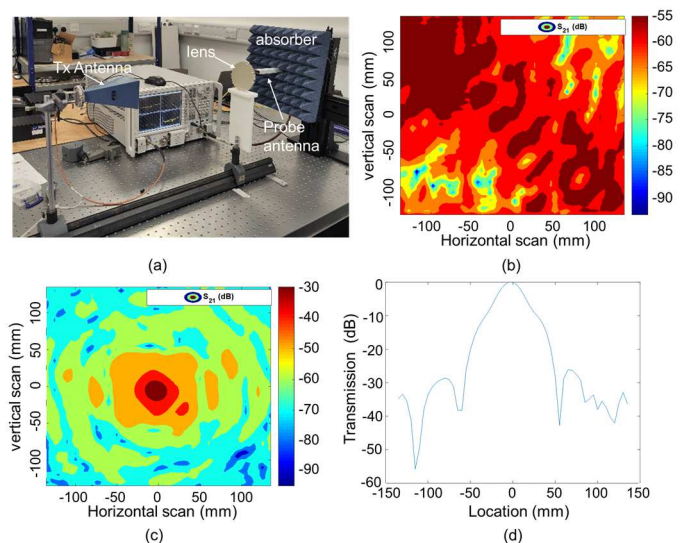 absorber
lens
Tx Antenna
Probe
antenna
(a)
S21 (dB)
vertical scan (mm)
100
50
0
-50
-100
-100
-50
0
50
100
Horizontal scan (mm)
-55
-60
-65
-70
-75
-80
-85
-90
(b)
S21 (dB)
vertical scan (mm)
100
50
0
-50
-100
-100
-50
0
50
100
Horizontal scan (mm)
-30
-40
-50
-60
-70
-80
-90
(c)
Transmission (dB)
0
-10
-20
-30
-40
-50
-60
-150
-100
-50
0
50
100
150
Location (mm)
(d)